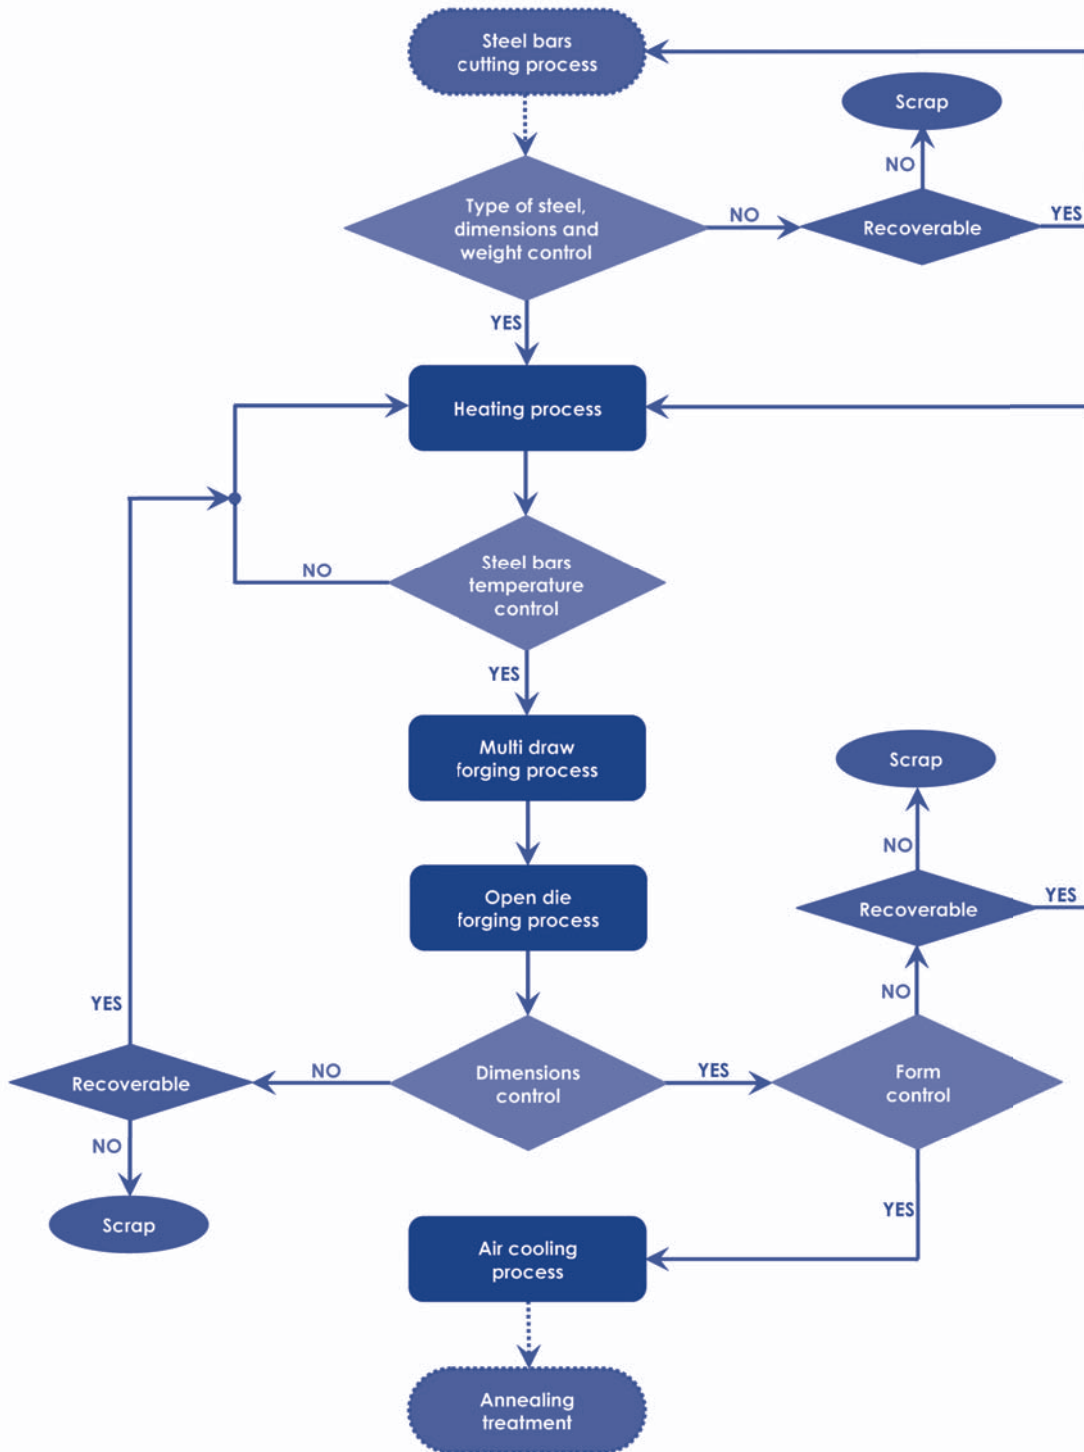 Steel bars
cutting process
Scrap
NO
Type of steel,
dimensions and
weight control
NO
Recoverable
YES
YES
Heating process
Steel bars
temperature
control
NO
YES
Multi draw
forging process
Scrap
NO
Open die
forging process
Recoverable
YES
NO
YES
Recoverable
NO
Dimensions
control
YES
Form
control
NO
Scrap
YES
Air cooling
process
Annealing
treatment